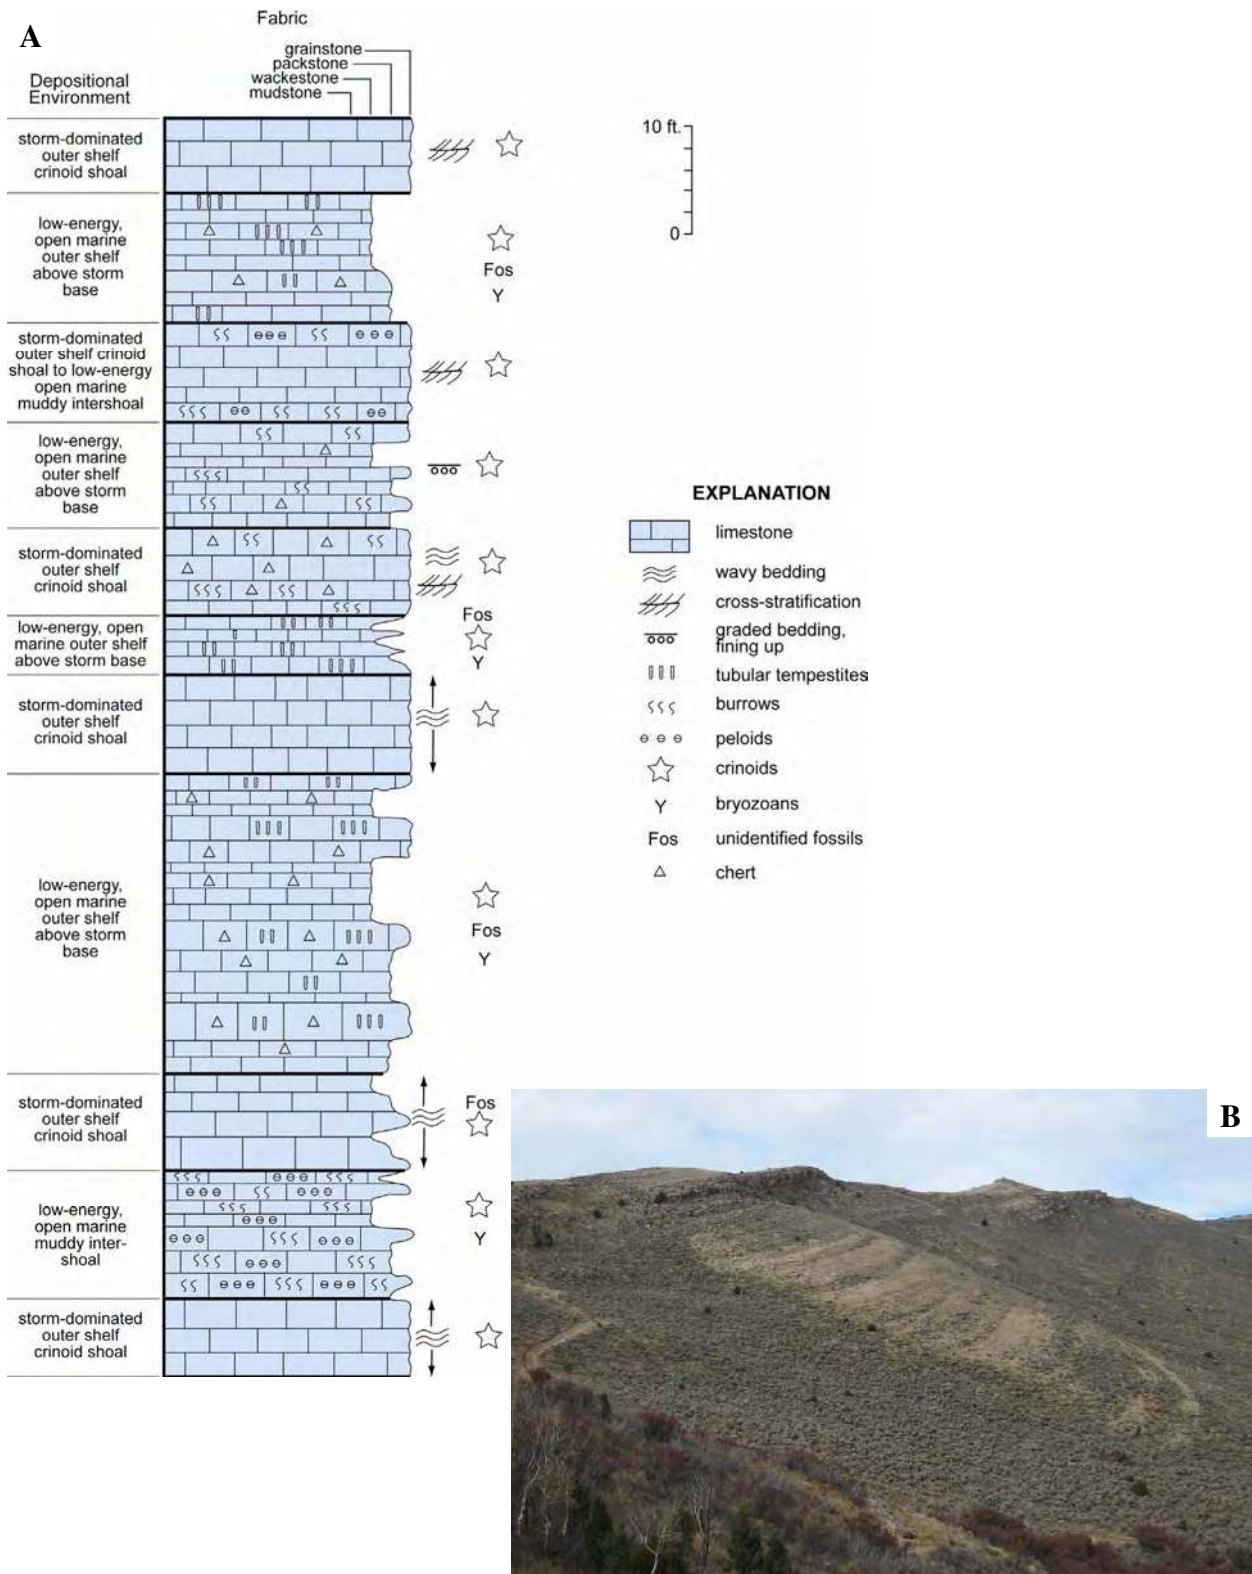 A
Fabric
grainstone
packstone
wackestone
mudstone
Depositional
Environment
storm-dominated
outer shelf
crinoid shoal
10 ft.
0
low-energy,
open marine
outer shelf
above storm
base
Fos
Y
storm-dominated
outer shelf crinoid
shoal to low-energy
open marine
muddy intershoal
low-energy,
open marine
outer shelf
above storm
base
storm-dominated
outer shelf
crinoid shoal
low-energy, open
marine outer shelf
above storm base
Fos
Y
storm-dominated
outer shelf
crinoid shoal
low-energy,
open marine
outer shelf
above storm
base
Fos
Y
storm-dominated
outer shelf
crinoid shoal
Fos
low-energy,
open marine
muddy inter-
shoal
Y
storm-dominated
outer shelf
crinoid shoal
EXPLANATION
limestone
wavy bedding
cross-stratification
graded bedding,
fining up
tubular tempestites
burrows
peloids
crinoids
Y bryozoans
Fos unidentified fossils
chert
B